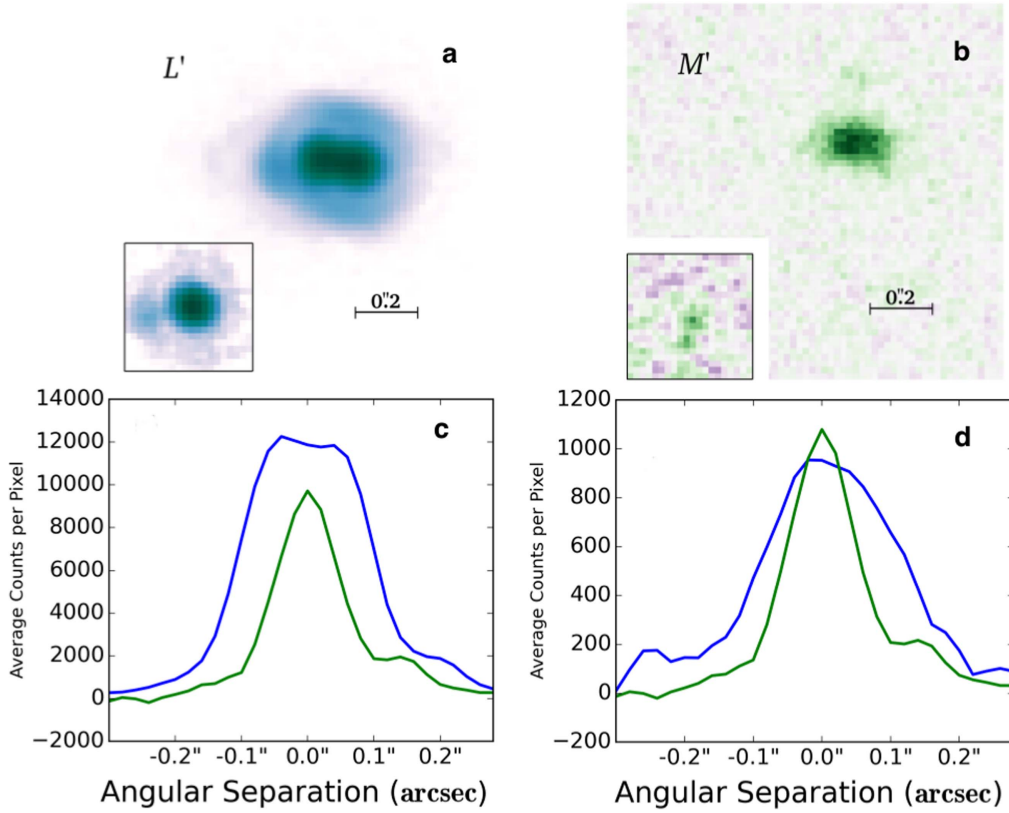 L'
a
0".2
M'
b
0".2
14000
12000
10000
8000
6000
4000
2000
0
−2000
Average Counts per Pixel
c
-0.2" -0.1" 0.0" 0.1" 0.2"
Angular Separation (arcsec)
1200
1000
800
600
400
200
0
−200
Average Counts per Pixel
d
-0.2" -0.1" 0.0" 0.1" 0.2"
Angular Separation (arcsec)